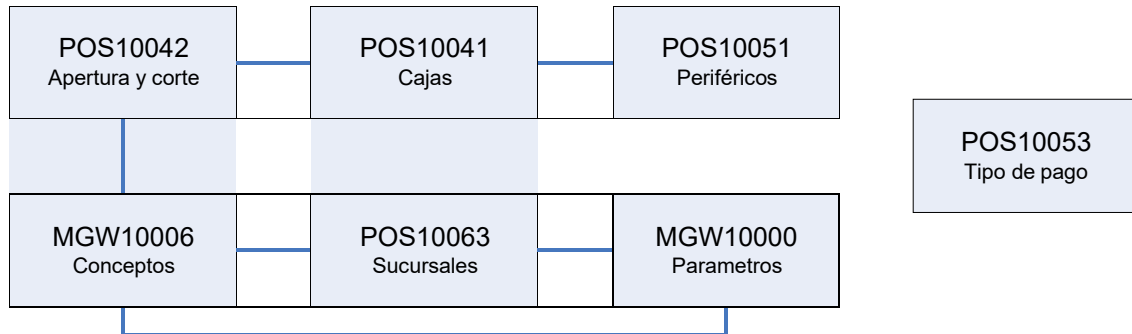 POS10042
Apertura y corte
POS10041
Cajas
POS10051
Periféricos
POS10053
Tipo de pago
MGW10006
Conceptos
POS10063
Sucursales
MGW10000
Parametros